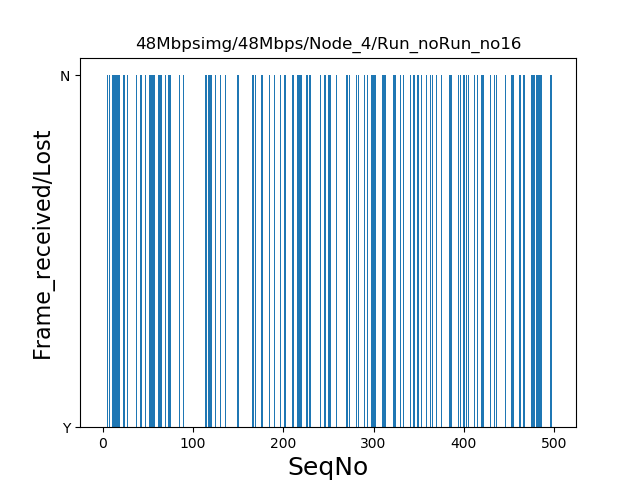 48Mbpsimg/48Mbps/Node_4/Run_noRun_no16
N
Frame_received/Lost
Y
0 100 200 300 400 500
SeqNo